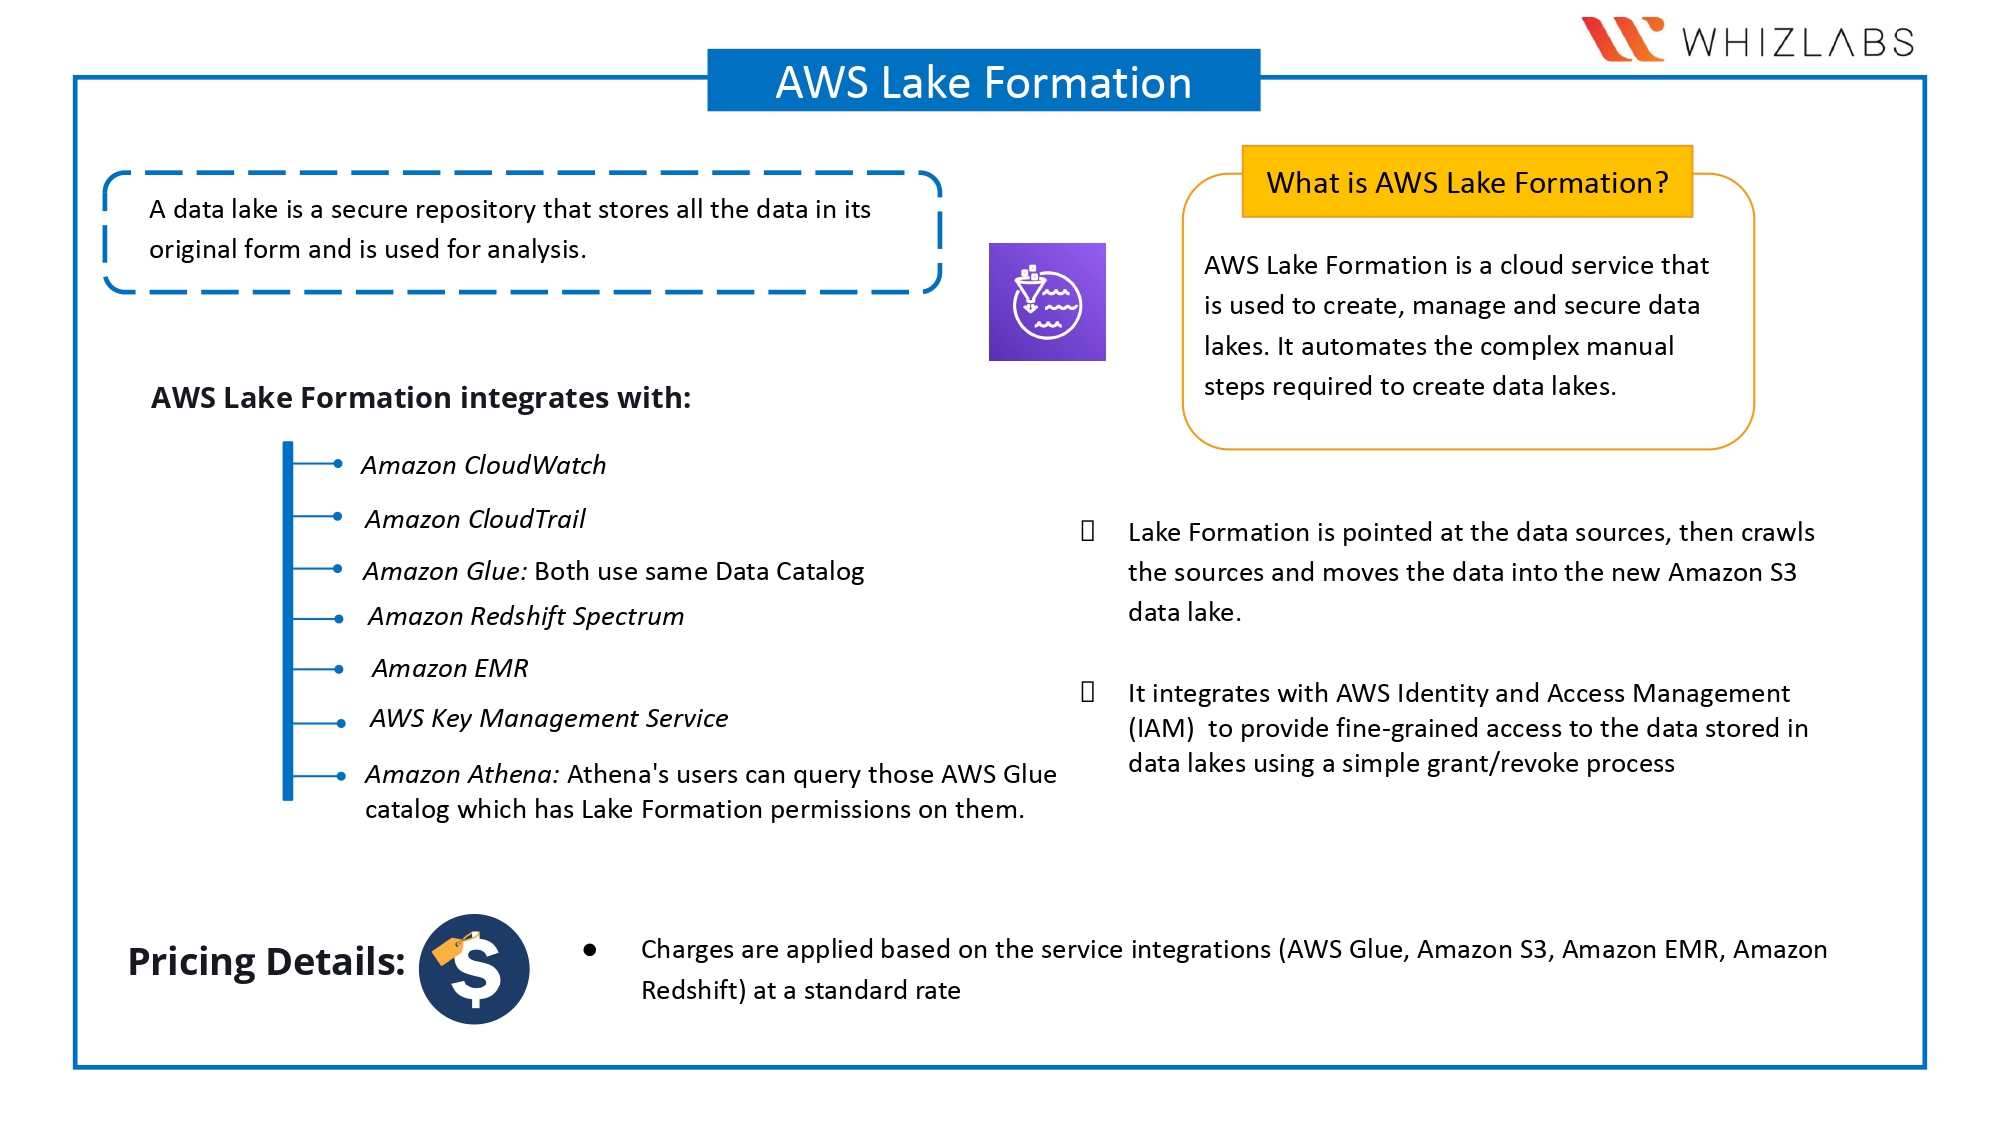 WHIZLABS
AWS Lake Formation
A data lake is a secure repository that stores all the data in its
original form and is used for analysis.
What is AWS Lake Formation?
AWS Lake Formation is a cloud service that
is used to create, manage and secure data
lakes. It automates the complex manual
steps required to create data lakes.
AWS Lake Formation integrates with:
Amazon CloudWatch
Amazon CloudTrail
Amazon Glue: Both use same Data Catalog
Amazon Redshift Spectrum
Amazon EMR
AWS Key Management Service
Amazon Athena: Athena's users can query those AWS Glue
catalog which has Lake Formation permissions on them.
Lake Formation is pointed at the data sources, then crawls
the sources and moves the data into the new Amazon S3
data lake.
It integrates with AWS Identity and Access Management
(IAM)  to provide fine-grained access to the data stored in
data lakes using a simple grant/revoke process
Pricing Details:
● Charges are applied based on the service integrations (AWS Glue, Amazon S3, Amazon EMR, Amazon
Redshift) at a standard rate